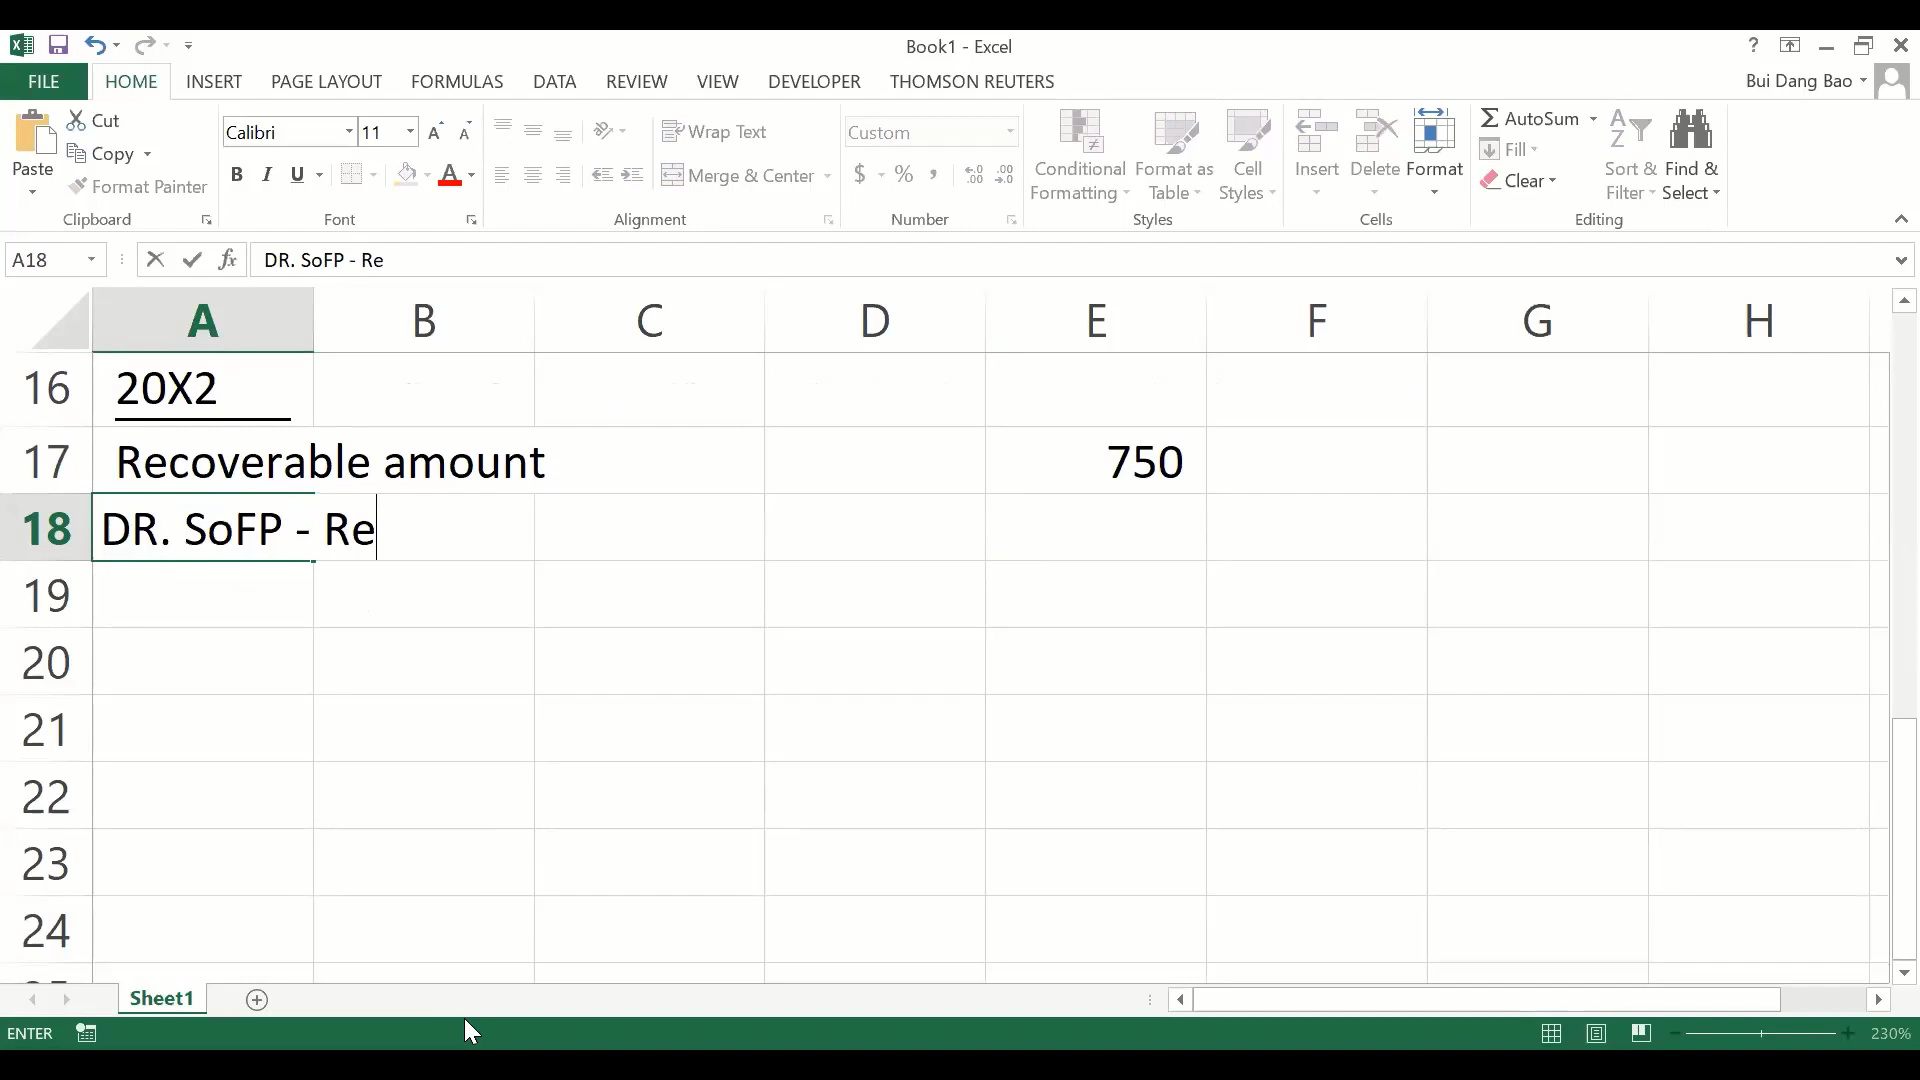 Book1 - Excel
?
FILE HOME INSERT PAGE LAYOUT FORMULAS DATA REVIEW VIEW DEVELOPER THOMSON REUTERS Bui Dang Bao
Paste
Cut
Copy
Format Painter
Clipboard
Calibri 11 A A
B I U A
Font
Wrap Text
Merge & Center
Alignment
Custom
$ % , .00 .00
Number
Conditional Formatting
Format as Table
Cell Styles
Styles
Insert Delete Format
Cells
AutoSum
Fill
Clear
Sort & Filter
Find & Select
Editing
A18 fx DR. SoFP - Re
A B C D E F G H
16 20X2
17 Recoverable amount 750
18 DR. SoFP - Re
19
20
21
22
23
24
Sheet1
ENTER 230%